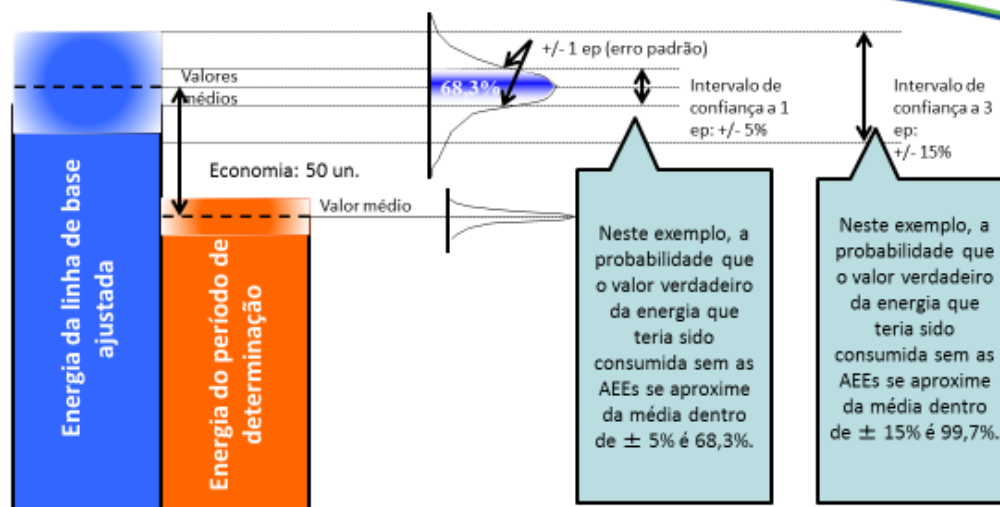 Valores
médios
68.3%
+/- 1 ep (erro padrão)
Intervalo de
confiança a 1
ep: +/- 5%
Intervalo de
confiança a 3
ep:
+/- 15%
Economia: 50 un.
Valor médio
Energia da linha de base
ajustada
Energia do período de
determinação
Neste exemplo, a
probabilidade que
o valor verdadeiro
da energia que
teria sido
consumida sem as
AEEs se aproxime
da média dentro
de ± 5% é 68,3%.
Neste exemplo, a
probabilidade que
o valor verdadeiro
da energia que
teria sido
consumida sem as
AEEs se aproxime
da média dentro
de ± 15% é 99,7%.